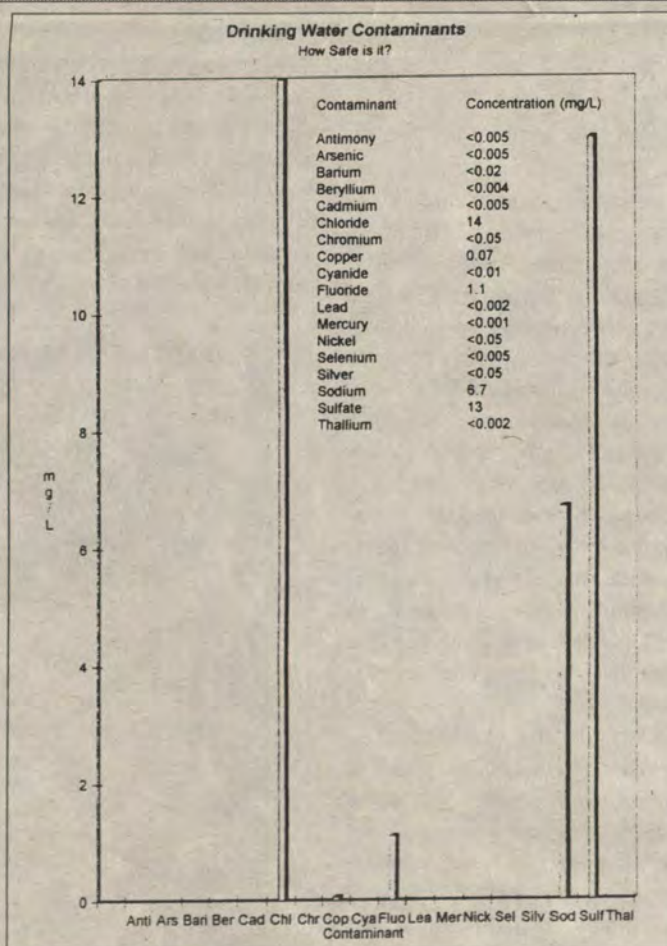 Drinking Water Contaminants
How Safe is it?
Contaminant Concentration (mg/L)
Antimony <0.005
Arsenic <0.005
Barium <0.02
Beryllium <0.004
Cadmium <0.005
Chloride 14
Chromium <0.05
Copper 0.07
Cyanide <0.01
Fluoride 1.1
Lead <0.002
Mercury <0.001
Nickel <0.05
Selenium <0.005
Silver <0.05
Sodium 6.7
Sulfate 13
Thallium <0.002
14
12
10
8
6
4
2
0
m
g
/
L
Anti Ars Bari Ber Cad Chl Chr Cop Cya Fluo Lea Mer Nick Sel Silv Sod Sulf Thal
Contaminant